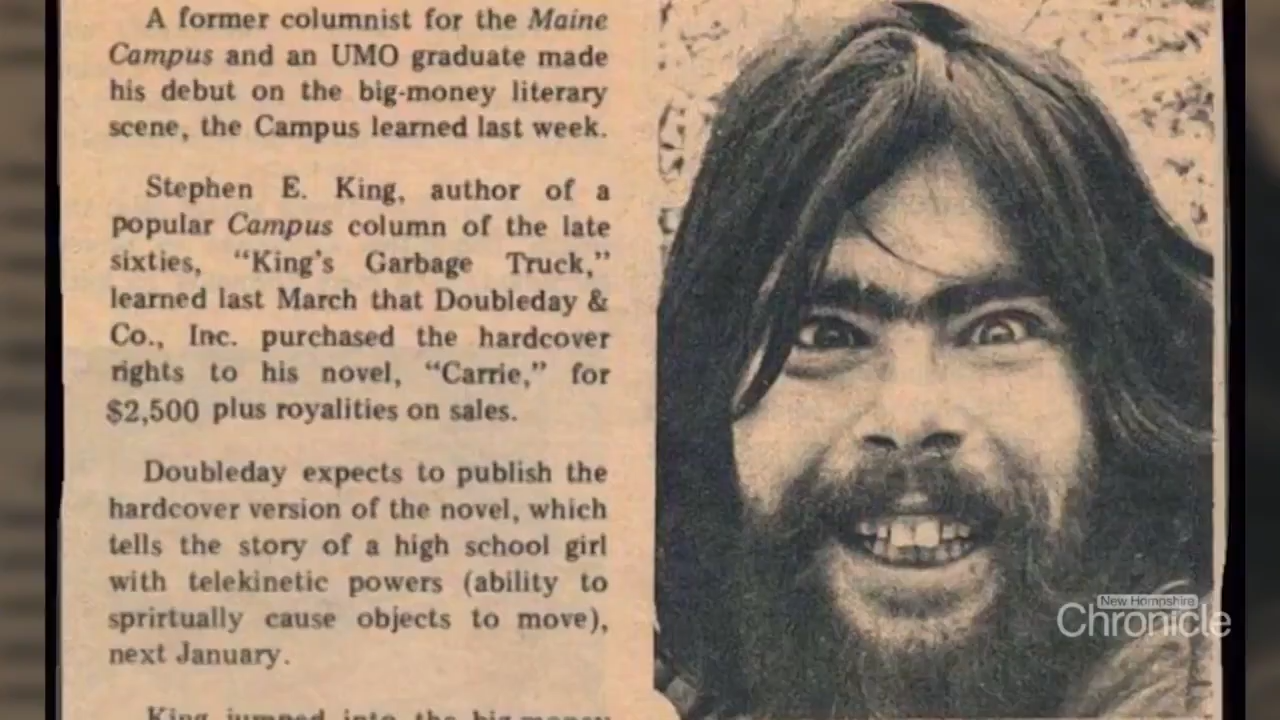 A former columnist for the Maine
Campus and an UMO graduate made
his debut on the big-money literary
scene, the Campus learned last week.
Stephen E. King, author of a
popular Campus column of the late
sixties, “King’s Garbage Truck,”
learned last March that Doubleday &
Co., Inc. purchased the hardcover
rights to his novel, “Carrie,” for
$2,500 plus royalities on sales.
Doubleday expects to publish the
hardcover version of the novel, which
tells the story of a high school girl
with telekinetic powers (ability to
sprirtually cause objects to move),
next January.
King jumped into the big-money
New Hampshire
Chronicle